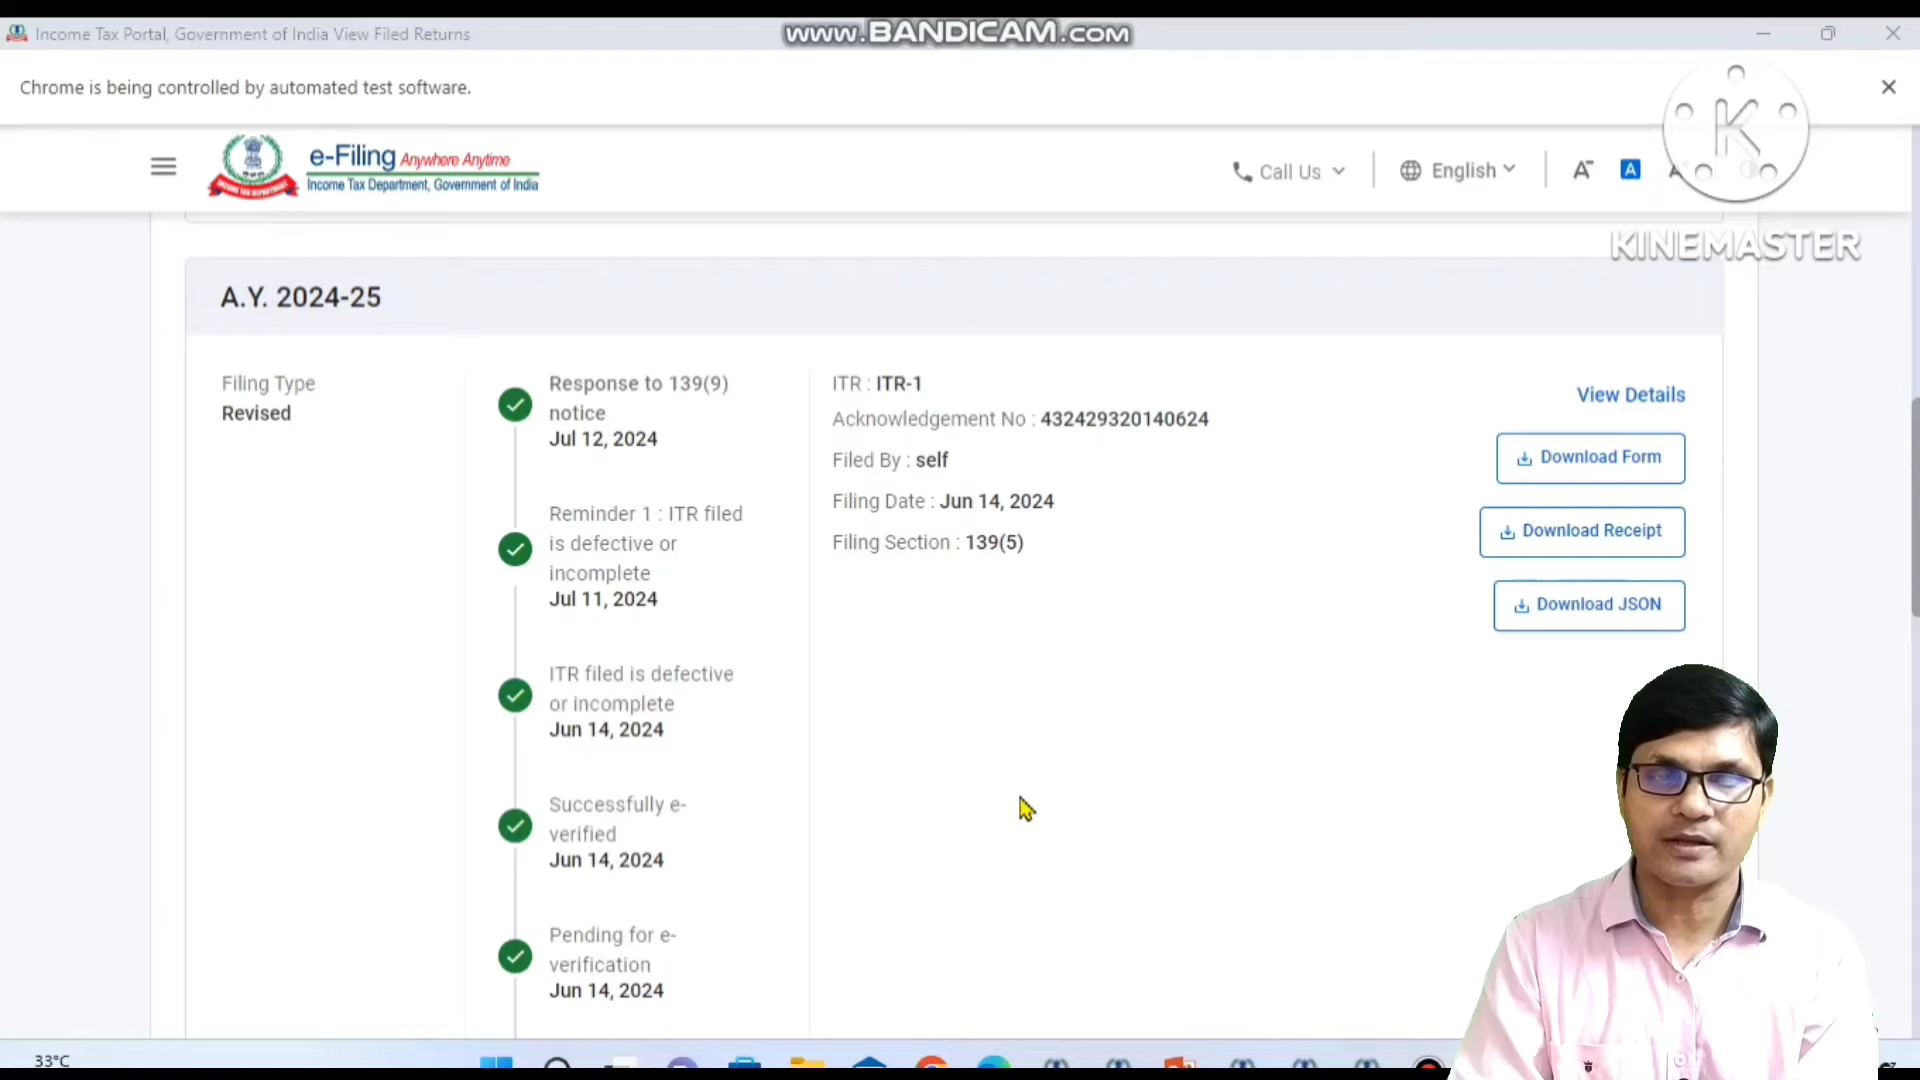 Income Tax Portal, Government of India View Filed Returns
www.BANDICAM.com
Chrome is being controlled by automated test software.
K
KINEMASTER
e-Filing Anywhere Anytime
Income Tax Department, Government of India
INCOME TAX DEPARTMENT
Call Us
English
A-
A
A.Y. 2024-25
Filing Type
Revised
Response to 139(9)
notice
Jul 12, 2024
Reminder 1 : ITR filed
is defective or
incomplete
Jul 11, 2024
ITR filed is defective
or incomplete
Jun 14, 2024
Successfully e-
verified
Jun 14, 2024
Pending for e-
verification
Jun 14, 2024
ITR : ITR-1
Acknowledgement No : 432429320140624
Filed By : self
Filing Date : Jun 14, 2024
Filing Section : 139(5)
View Details
Download Form
Download Receipt
Download JSON
33°C